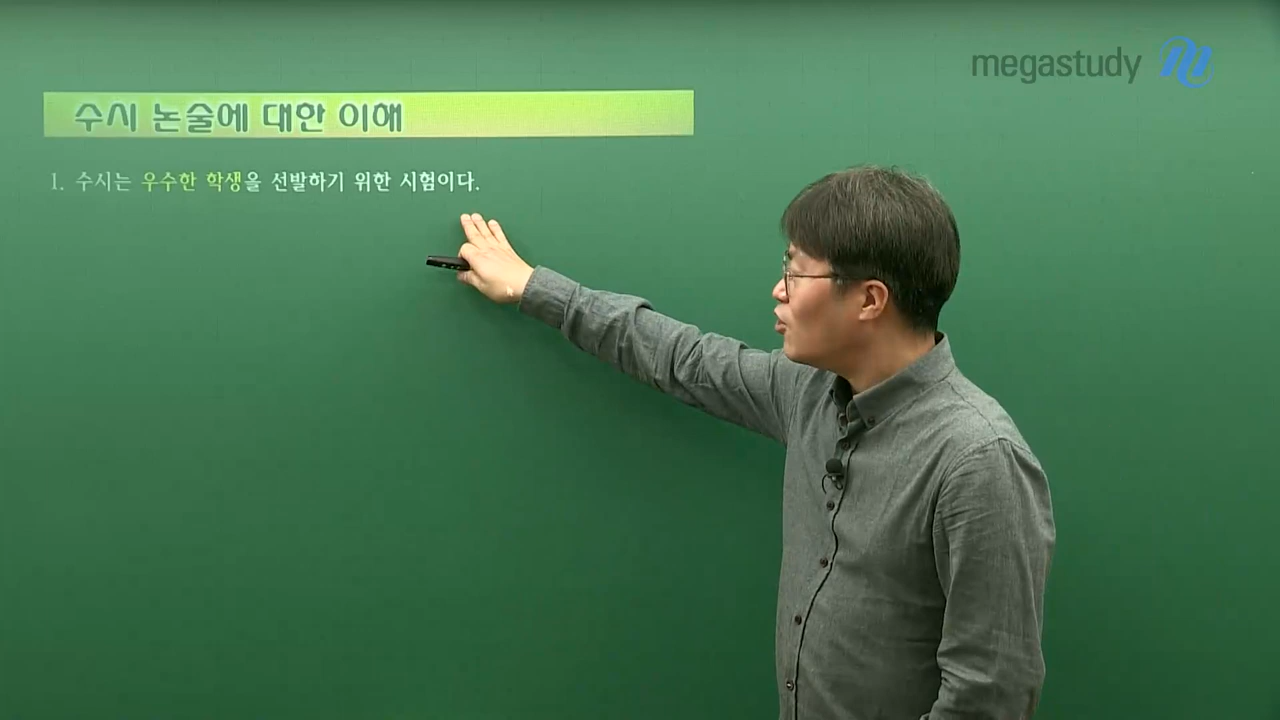 megastudy
수시 논술에 대한 이해
1. 수시는 우수한 학생을 선발하기 위한 시험이다.